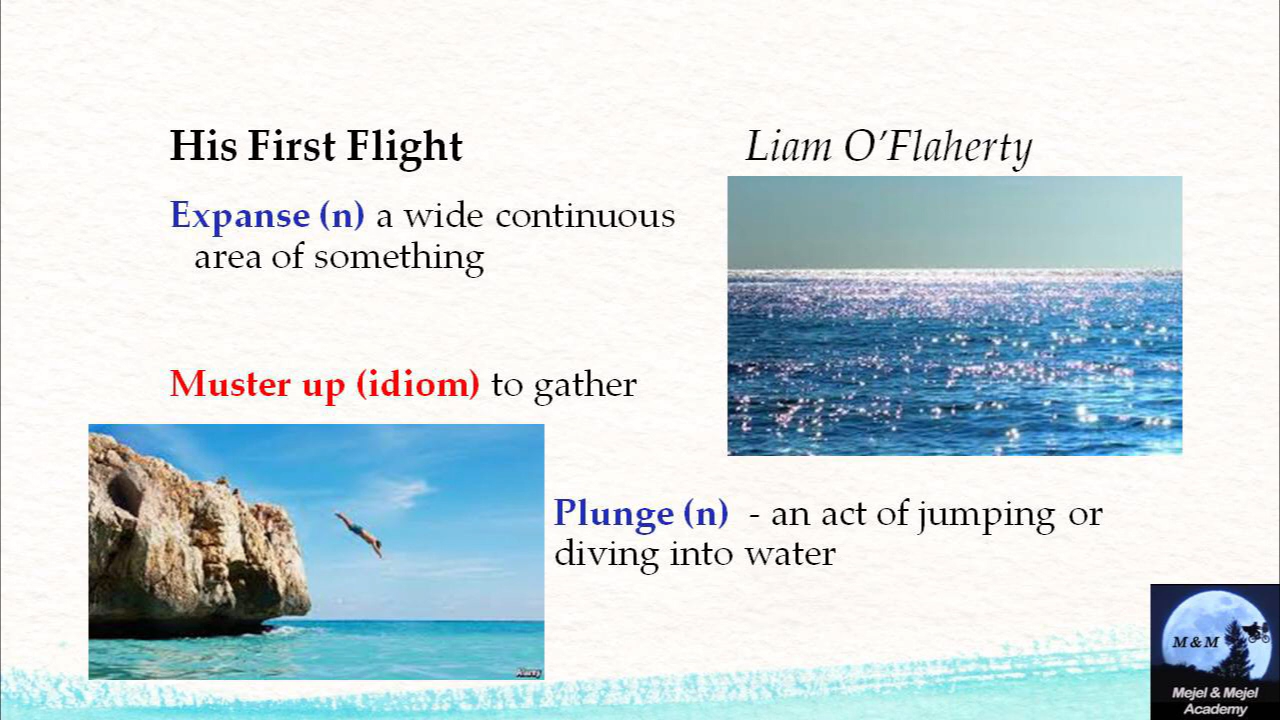 His First Flight
Liam O’Flaherty
Expanse (n) a wide continuous
area of something
Muster up (idiom) to gather
Plunge (n) - an act of jumping or
diving into water
M & M
Mejel & Mejel
Academy